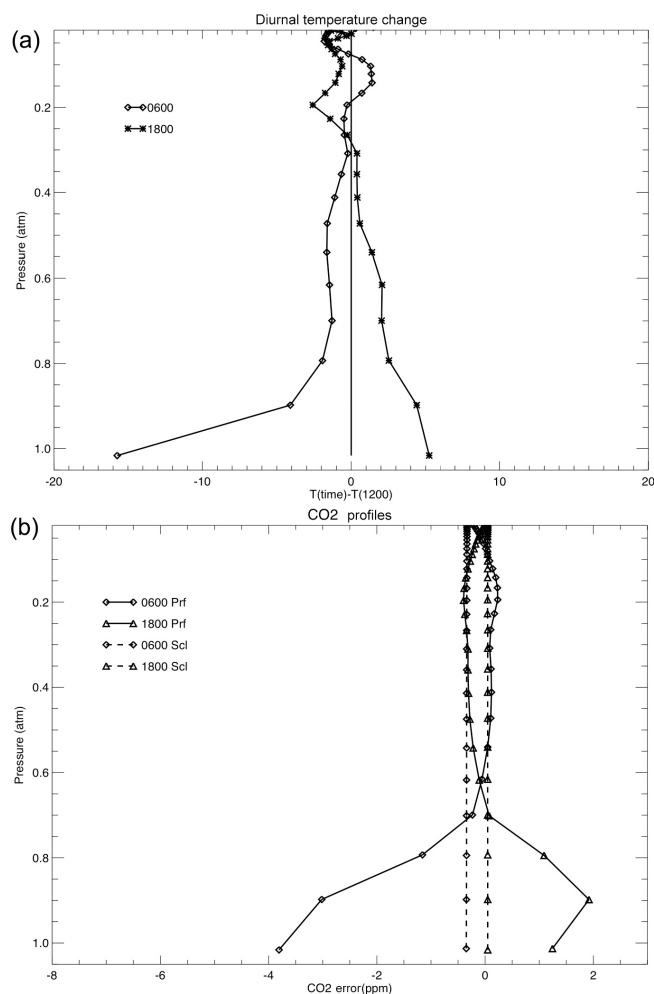 Diurnal temperature change
(a)
0600
1800
0.2
0.4
0.6
0.8
1.0
Pressure (atm)
-20 -10 0 10 20
T(time)-T(1200)
CO2 profiles
(b)
0600 Prf
1800 Prf
0600 Scl
1800 Scl
0.2
0.4
0.6
0.8
1.0
Pressure (atm)
-8 -6 -4 -2 0 2
CO2 error(ppm)